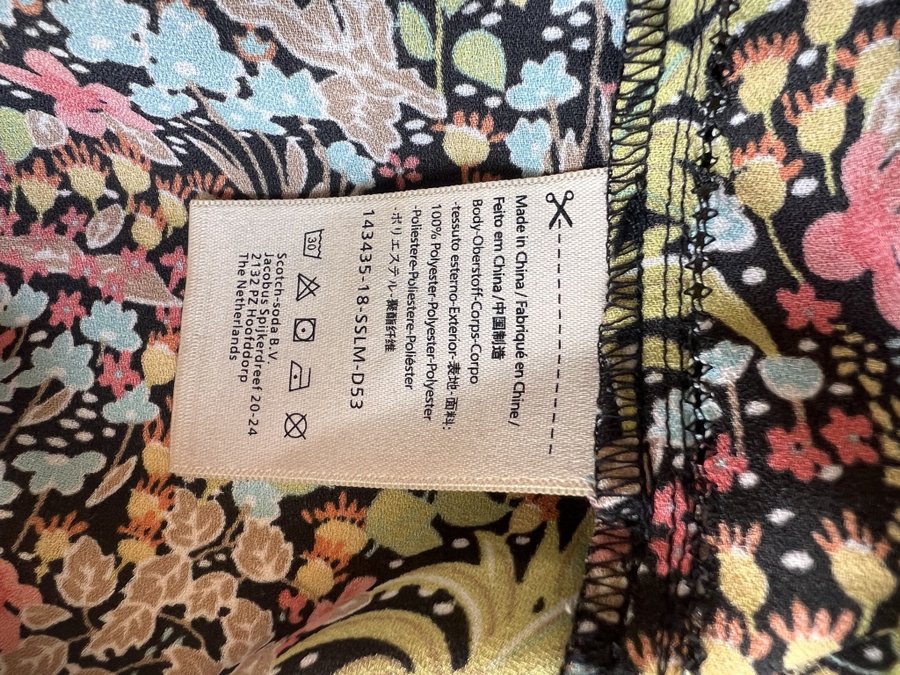 Made in China / Fabriqué en Chine /
Feito em China / 中国制造
Body-Oberstoff-Corps-Corpo
-tessuto esterno-Exterior-表地-面料:
100% Polyester-Polyester-Polyester
-Poliestere-Poliestere-Poliéster
-ポリエステル-聚酯纤维
143435-18-SSLM-D53
30
Scotch-soda B.V.
Jacobus Spijkerdreef 20-24
2132 PZ Hoofddorp
The Netherlands